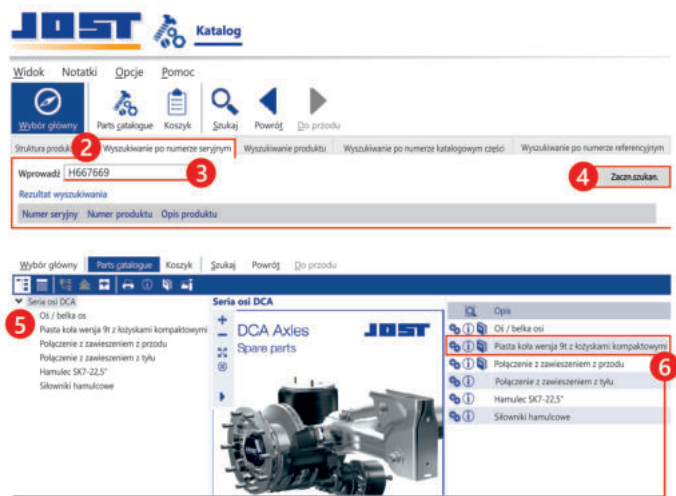 JOST Katalog
Widok Notatki Opcje Pomoc
Wybór główny Parts catalogue Koszyk Szukaj Powrót Do przodu
Struktura produk 2 Wyszukiwanie po numerze seryjnym Wyszukiwanie produktu Wyszukiwanie po numerze katalogowym części Wyszukiwanie po numerze referencyjnym
Wprowadź H667669 3 4 Zaczn.szukan.
Rezultat wyszukiwania
Numer seryjny Numer produktu Opis produktu
Wybór główny Parts catalogue Koszyk Szukaj Powrót Do przodu
Seria osi DCA Seria osi DCA Opis
5 Oś / belka os
Piasta koła wersja 9t z łożyskami kompaktowymi
Połączenie z zawieszeniem z przodu
Połączenie z zawieszeniem z tyłu
Hamulec SK7-22,5"
Siłowniki hamulcowe
DCA Axles JOST
Spare parts
Oś / belka osi
Piasta koła wersja 9t z łożyskami kompaktowymi
6
Połączenie z zawieszeniem z przodu
Połączenie z zawieszeniem z tyłu
Hamulec SK7-22,5"
Siłowniki hamulcowe